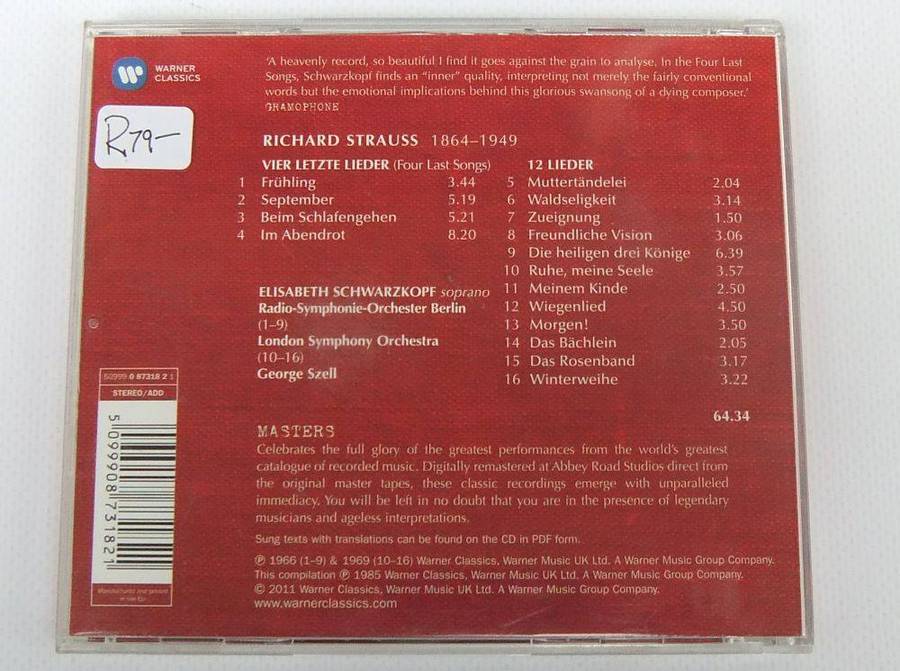 'A heavenly record, so beautiful I find it goes against the grain to analyse. In the Four Last
Songs, Schwarzkopf finds an "inner" quality, interpreting not merely the fairly conventional
words but the emotional implications behind this glorious swansong of a dying composer.'
GRAMOPHONE
WARNER
CLASSICS
R79-
RICHARD STRAUSS 1864–1949
VIER LETZTE LIEDER (Four Last Songs)
1 Frühling 3.44
2 September 5.19
3 Beim Schlafengehen 5.21
4 Im Abendrot 8.20
12 LIEDER
5 Muttertändelei 2.04
6 Waldseligkeit 3.14
7 Zueignung 1.50
8 Freundliche Vision 3.06
9 Die heiligen drei Könige 6.39
10 Ruhe, meine Seele 3.57
11 Meinem Kinde 2.50
12 Wiegenlied 4.50
13 Morgen! 3.50
14 Das Bächlein 2.05
15 Das Rosenband 3.17
16 Winterweihe 3.22
64.34
ELISABETH SCHWARZKOPF soprano
Radio-Symphonie-Orchester Berlin
(1–9)
London Symphony Orchestra
(10–16)
George Szell
MASTERS
Celebrates the full glory of the greatest performances from the world's greatest
catalogue of recorded music. Digitally remastered at Abbey Road Studios direct from
the original master tapes, these classic recordings emerge with unparalleled
immediacy. You will be left in no doubt that you are in the presence of legendary
musicians and ageless interpretations.
Sung texts with translations can be found on the CD in PDF form.
℗ 1966 (1–9) & 1969 (10–16) Warner Classics, Warner Music UK Ltd. A Warner Music Group Company.
This compilation ℗ 1985 Warner Classics, Warner Music UK Ltd. A Warner Music Group Company.
© 2011 Warner Classics, Warner Music UK Ltd. A Warner Music Group Company.
www.warnerclassics.com
50999 0 87318 2 1
STEREO/ADD
5 099908 731821